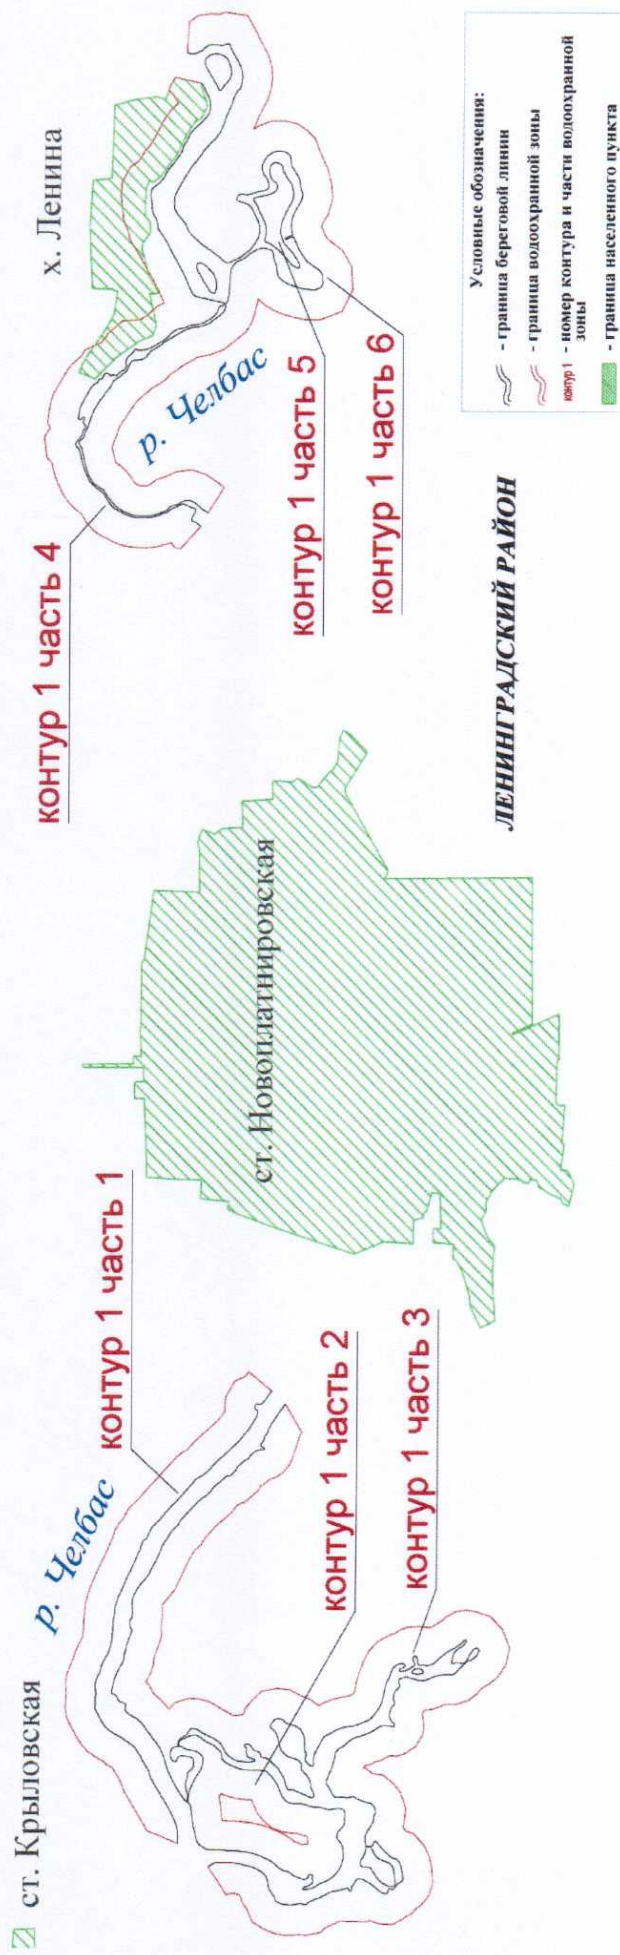 ст. Крыловская
р. Челбас
контур 1 часть 1
контур 1 часть 2
контур 1 часть 3
ст. Новоплатнировская
контур 1 часть 4
х. Ленина
р. Челбас
контур 1 часть 5
контур 1 часть 6
ЛЕНИНГРАДСКИЙ РАЙОН
Условные обозначения:
- граница береговой линии
- граница водоохранной зоны
контур 1 - номер контура и части водоохранной
зоны
- граница населенного пункта